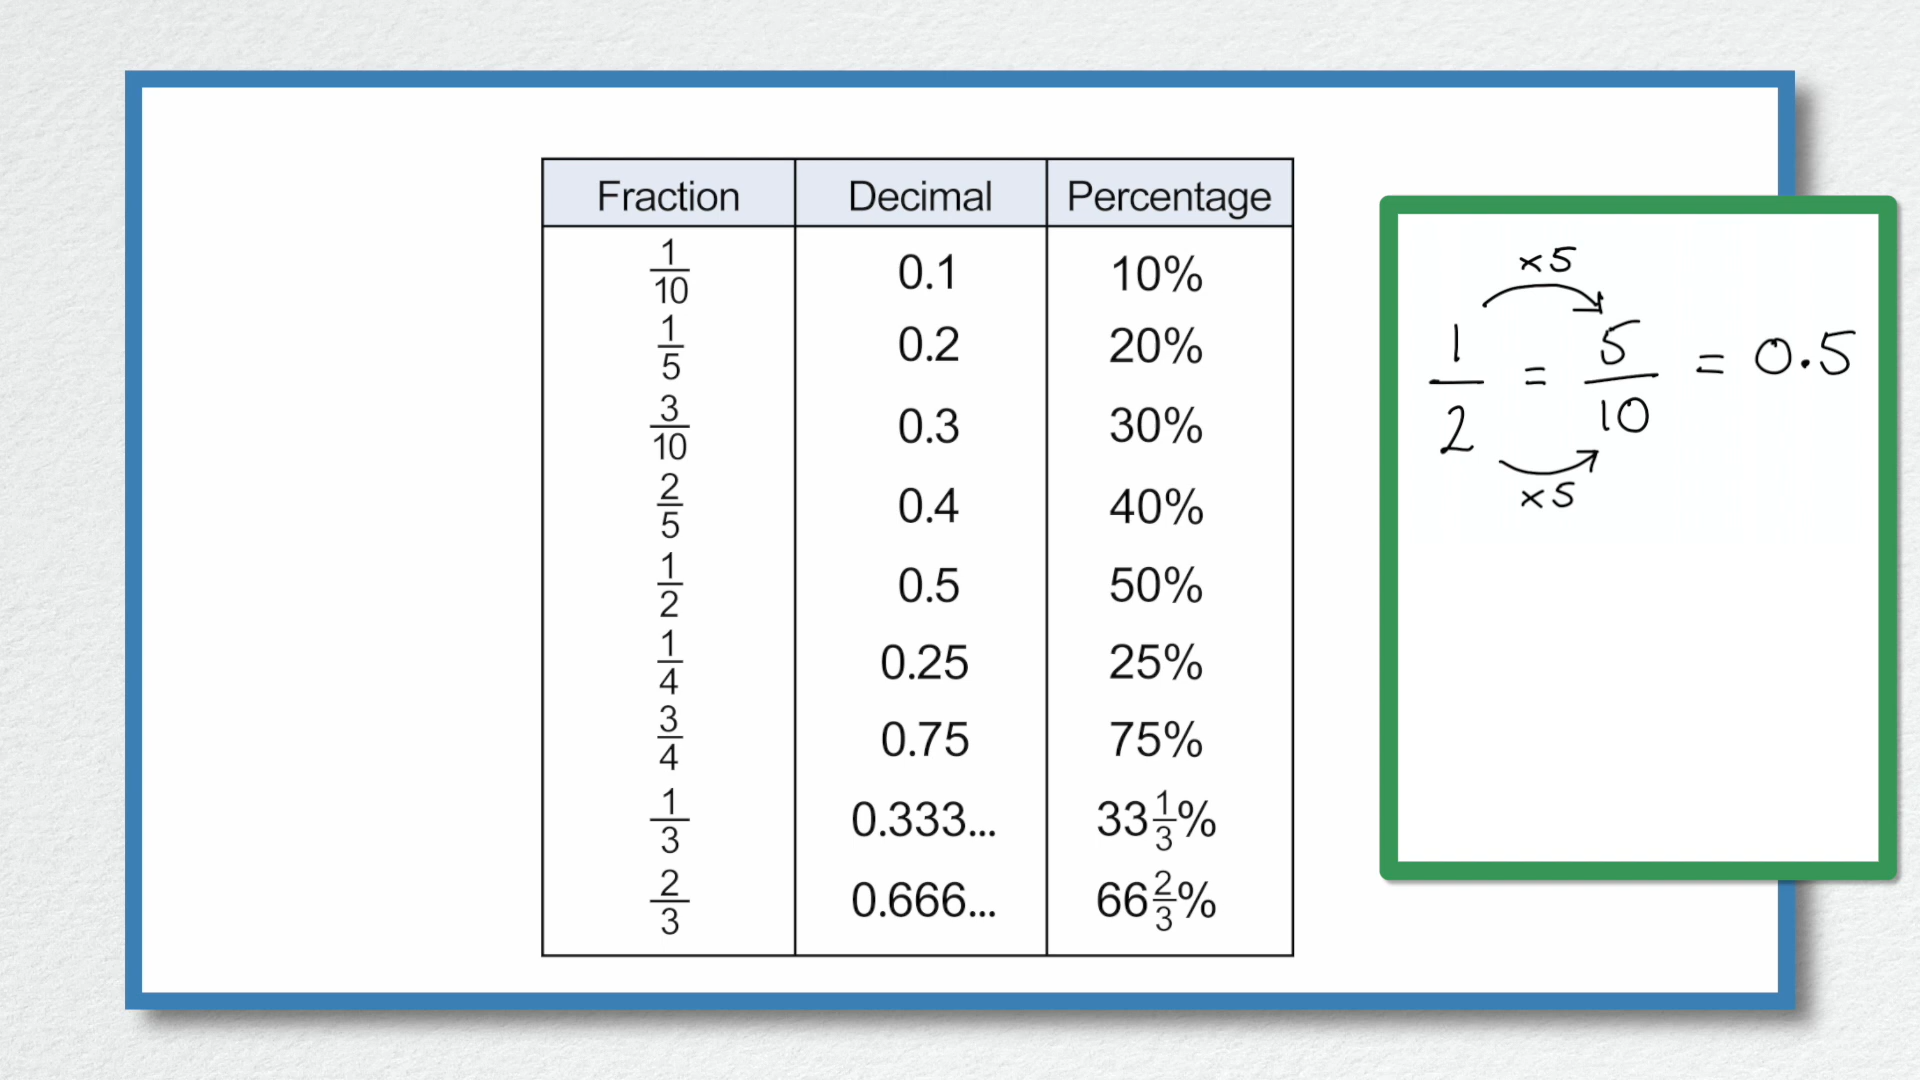 Fraction Decimal Percentage
1/10 0.1 10%
1/5 0.2 20%
3/10 0.3 30%
2/5 0.4 40%
1/2 0.5 50%
1/4 0.25 25%
3/4 0.75 75%
1/3 0.333... 33 1/3%
2/3 0.666... 66 2/3%
×5
1/2 = 5/10 = 0.5
×5